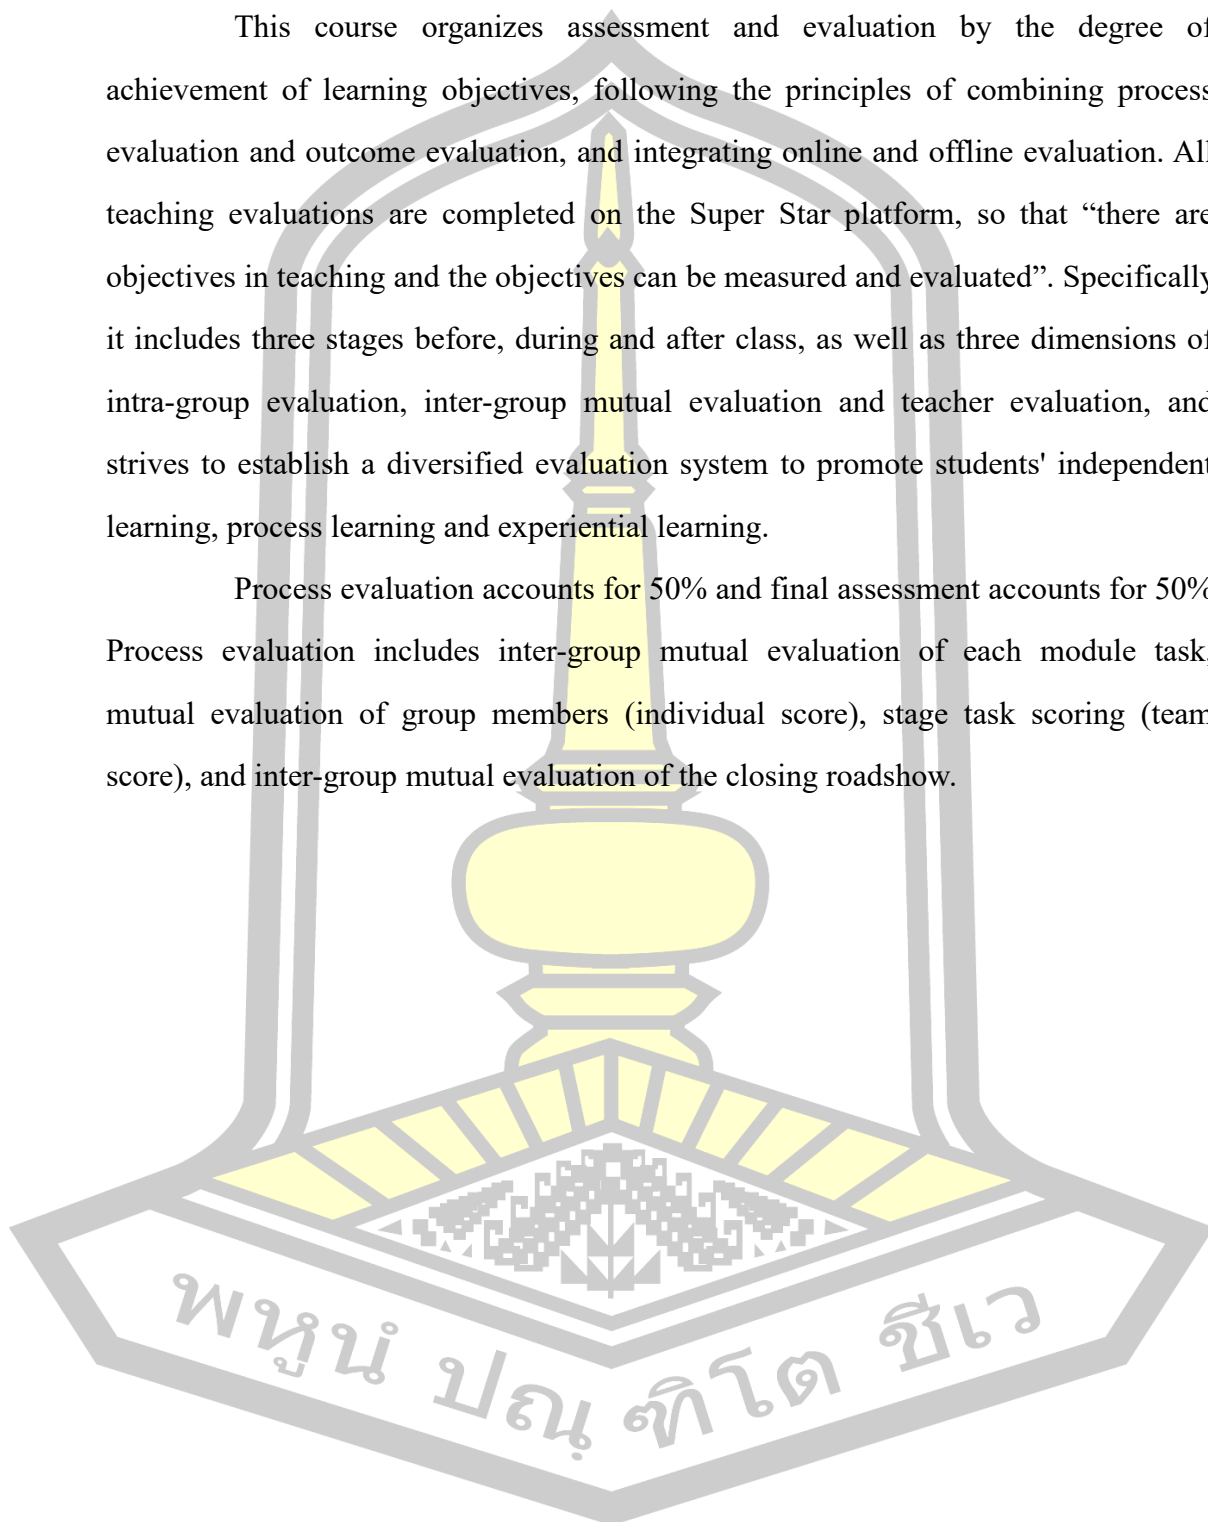 This course organizes assessment and evaluation by the degree of
achievement of learning objectives, following the principles of combining process
evaluation and outcome evaluation, and integrating online and offline evaluation. All
teaching evaluations are completed on the Super Star platform, so that “there are
objectives in teaching and the objectives can be measured and evaluated”. Specifically
it includes three stages before, during and after class, as well as three dimensions of
intra-group evaluation, inter-group mutual evaluation and teacher evaluation, and
strives to establish a diversified evaluation system to promote students' independent
learning, process learning and experiential learning.
Process evaluation accounts for 50% and final assessment accounts for 50%
Process evaluation includes inter-group mutual evaluation of each module task,
mutual evaluation of group members (individual score), stage task scoring (team
score), and inter-group mutual evaluation of the closing roadshow.
พหูนํ ปณฺฑิโต ชีเว